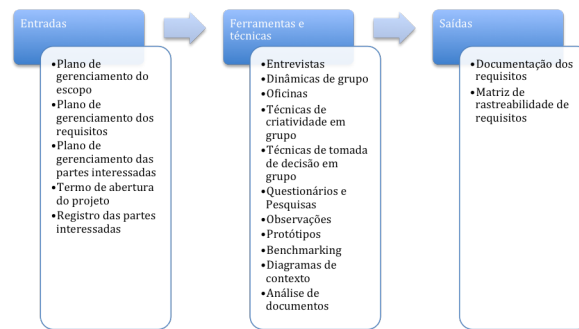 Entradas
•Plano de
gerenciamento do
escopo
•Plano de
gerenciamento dos
requisitos
•Plano de
gerenciamento das
partes interessadas
•Termo de abertura
do projeto
•Registro das partes
interessadas
Ferramentas e
técnicas
•Entrevistas
•Dinâmicas de grupo
•Oficinas
•Técnicas de
criatividade em
grupo
•Técnicas de tomada
de decisão em
grupo
•Questionários e
Pesquisas
•Observações
•Protótipos
•Benchmarking
•Diagramas de
contexto
•Análise de
documentos
Saídas
•Documentação dos
requisitos
•Matriz de
rastreabilidade de
requisitos